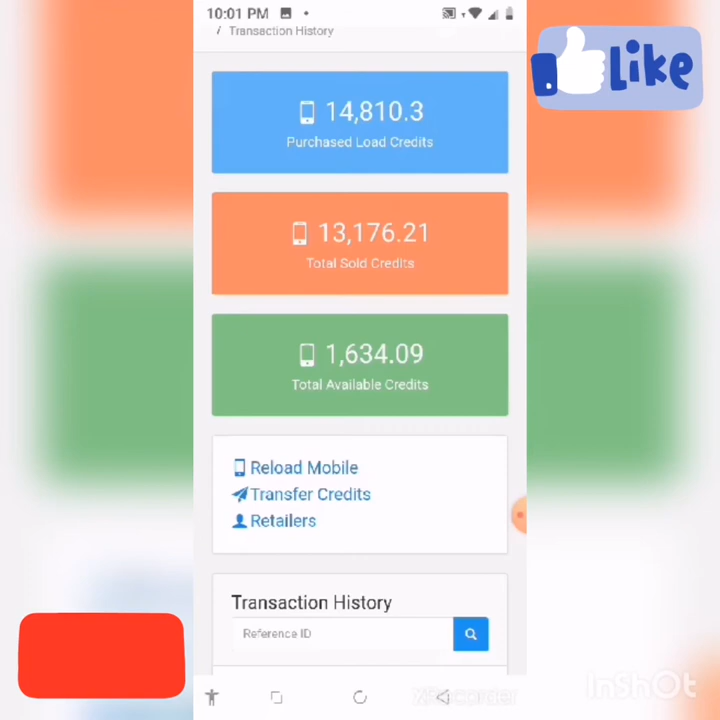 10:01 PM
/ Transaction History
Like
14,810.3
Purchased Load Credits
13,176.21
Total Sold Credits
1,634.09
Total Available Credits
Reload Mobile
Transfer Credits
Retailers
Transaction History
Reference ID
InShOt